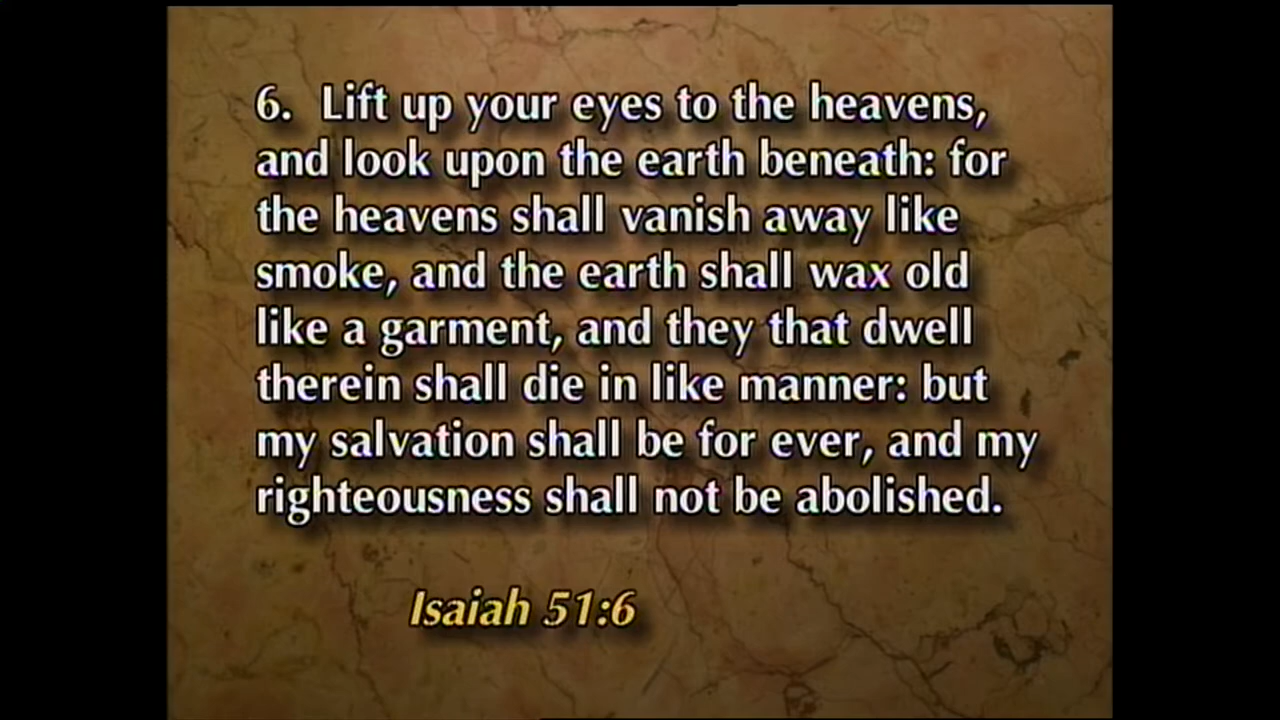 6. Lift up your eyes to the heavens,
and look upon the earth beneath: for
the heavens shall vanish away like
smoke, and the earth shall wax old
like a garment, and they that dwell
therein shall die in like manner: but
my salvation shall be for ever, and my
righteousness shall not be abolished.
Isaiah 51:6